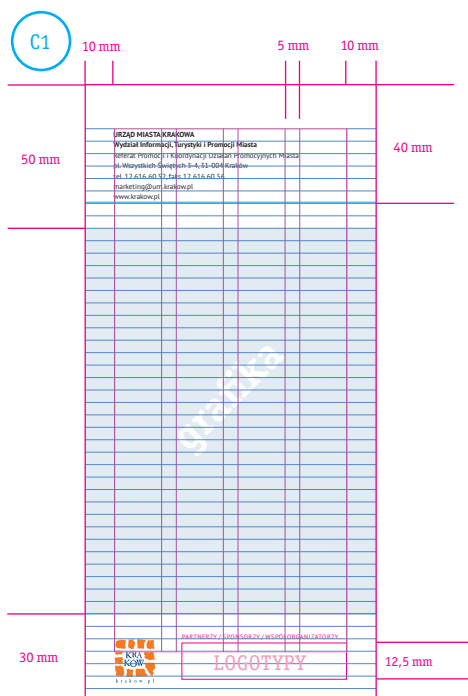 C1
10 mm
5 mm
10 mm
50 mm
40 mm
URZĄD MIASTA KRAKOWA
Wydział Informacji, Turystyki i Promocji Miasta
Referat Promocji i Koordynacji Działań Promocyjnych Miasta
pl. Wszystkich Świętych 3-4, 31-004 Kraków
tel. 12 616 60 52, faks 12 616 60 56
marketing@um.krakow.pl
www.krakow.pl
grafika
PARTNERZY / SPONSORZY / WSPÓŁORGANIZATORZY
30 mm
KRA
KÓW
krakow.pl
LOGOTYPY
12,5 mm